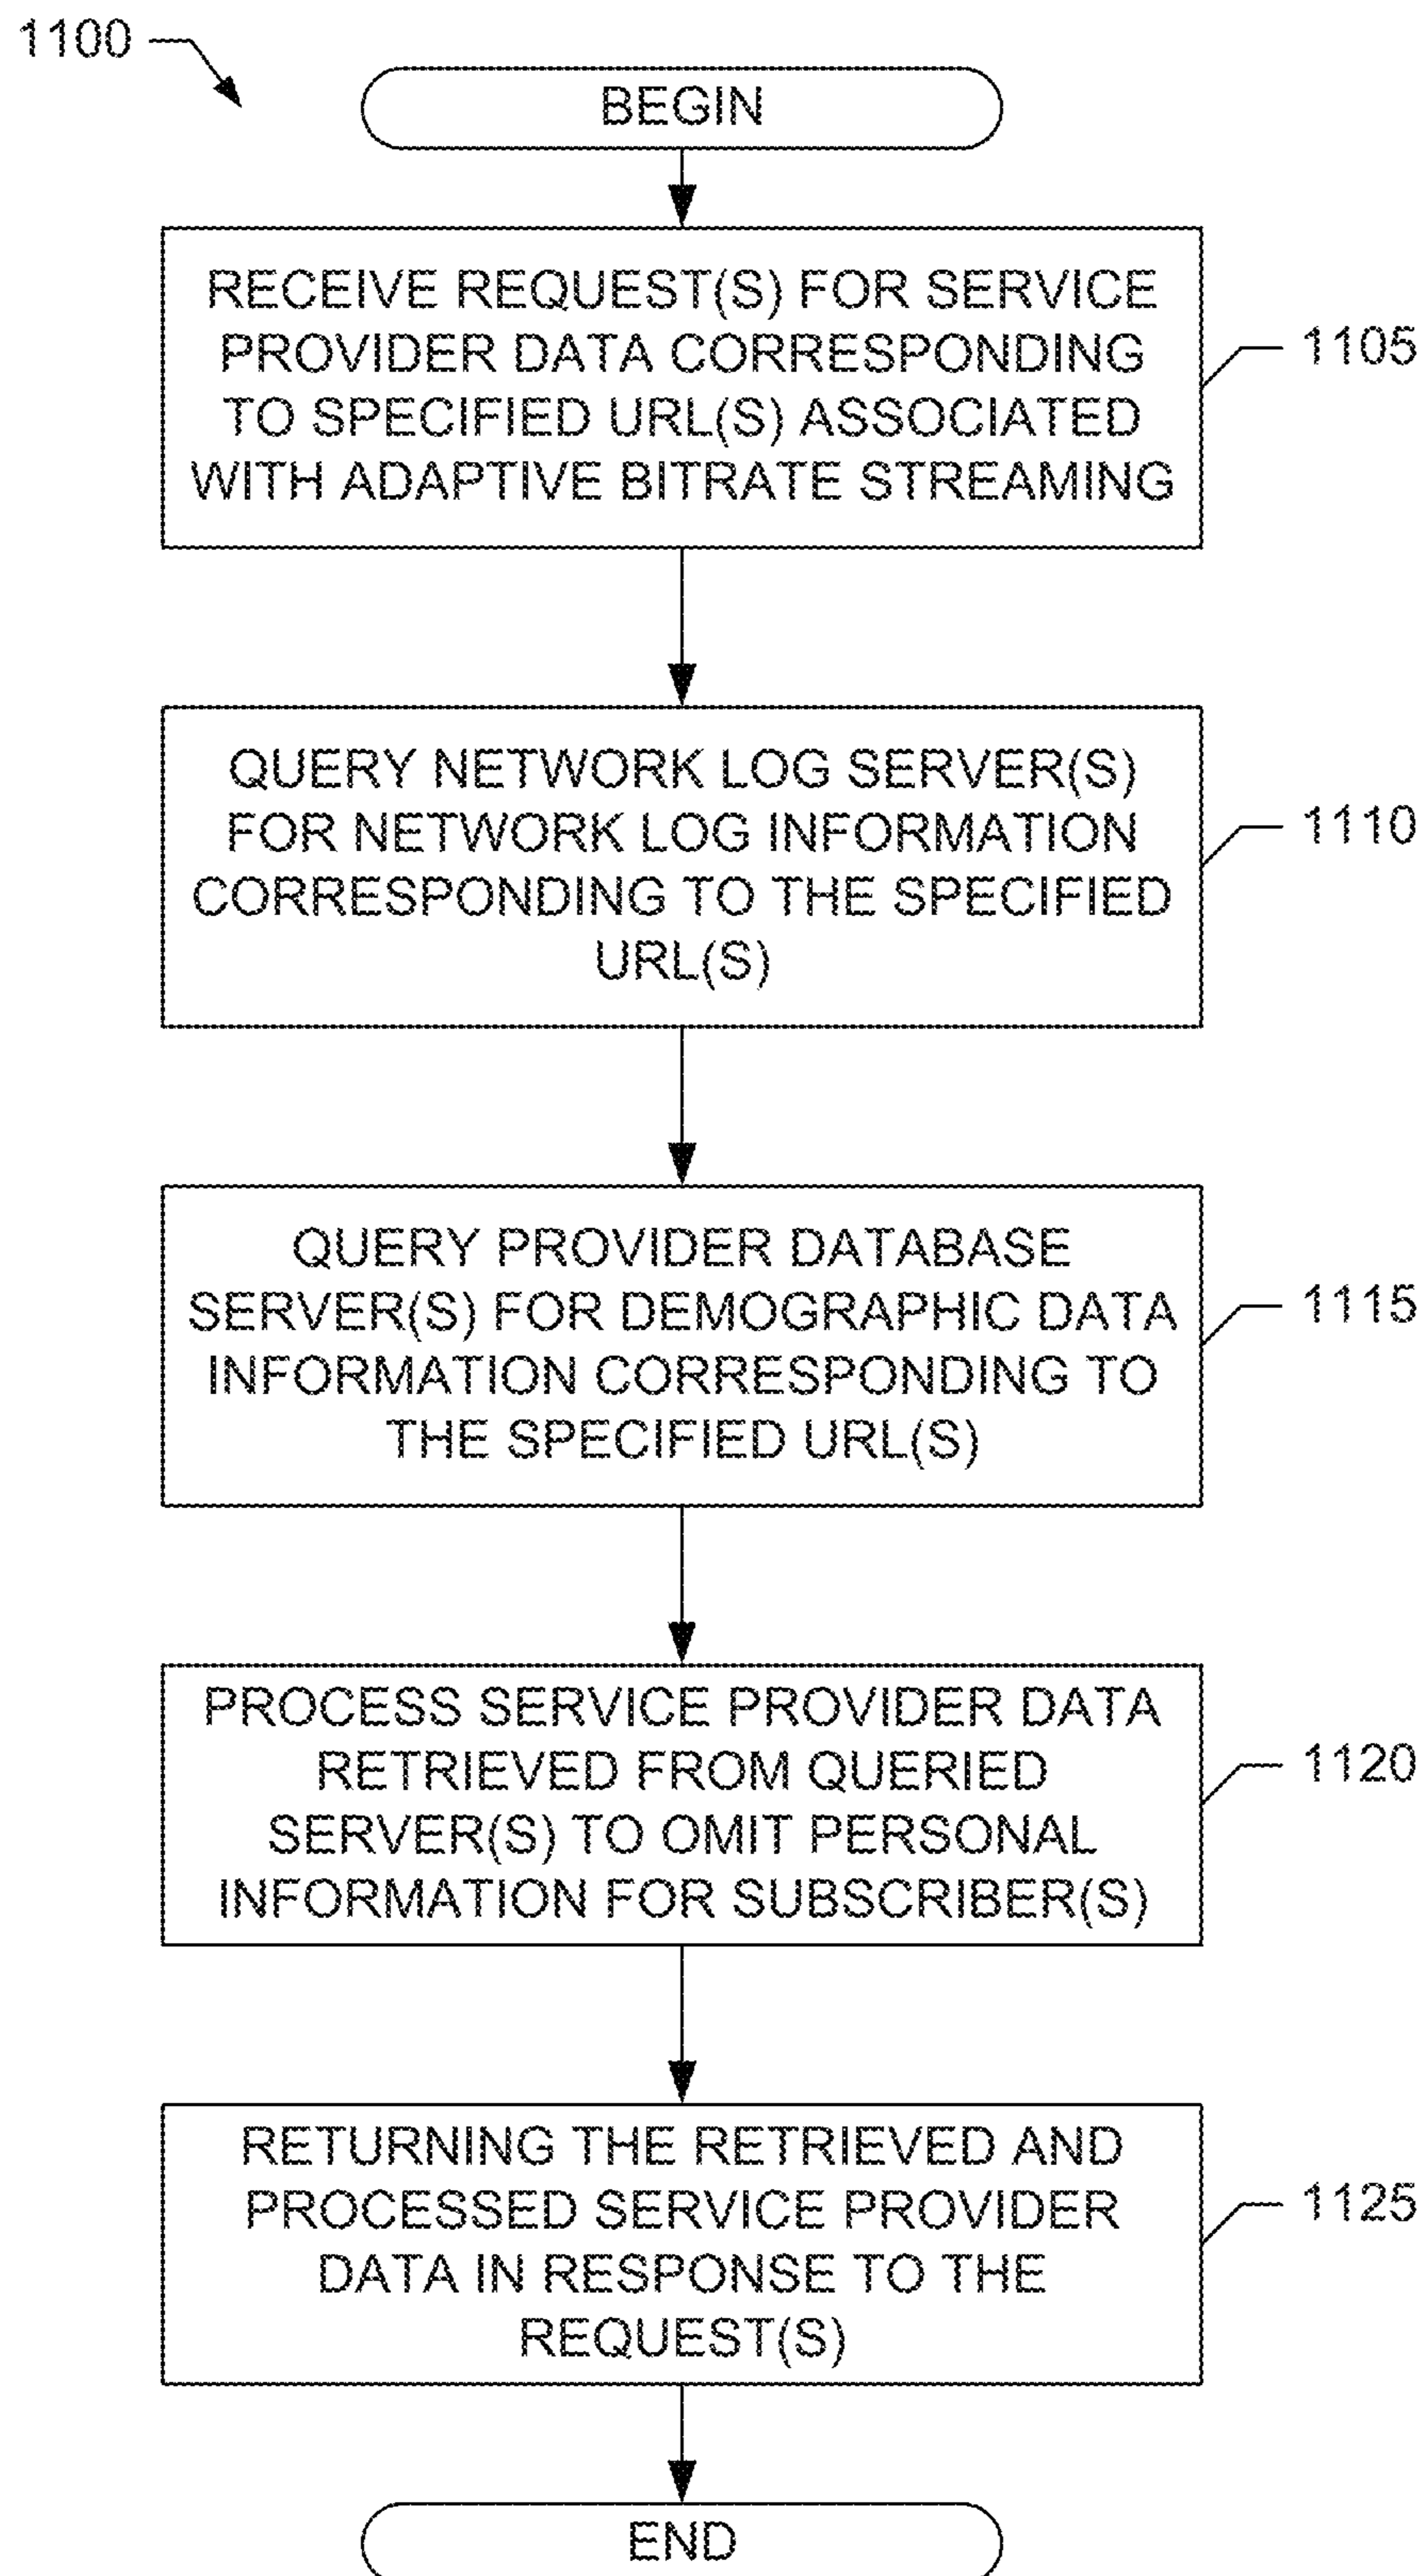 1100
BEGIN
RECEIVE REQUEST(S) FOR SERVICE
PROVIDER DATA CORRESPONDING
TO SPECIFIED URL(S) ASSOCIATED
WITH ADAPTIVE BITRATE STREAMING
1105
QUERY NETWORK LOG SERVER(S)
FOR NETWORK LOG INFORMATION
CORRESPONDING TO THE SPECIFIED
URL(S)
1110
QUERY PROVIDER DATABASE
SERVER(S) FOR DEMOGRAPHIC DATA
INFORMATION CORRESPONDING TO
THE SPECIFIED URL(S)
1115
PROCESS SERVICE PROVIDER DATA
RETRIEVED FROM QUERIED
SERVER(S) TO OMIT PERSONAL
INFORMATION FOR SUBSCRIBER(S)
1120
RETURNING THE RETRIEVED AND
PROCESSED SERVICE PROVIDER
DATA IN RESPONSE TO THE
REQUEST(S)
1125
END